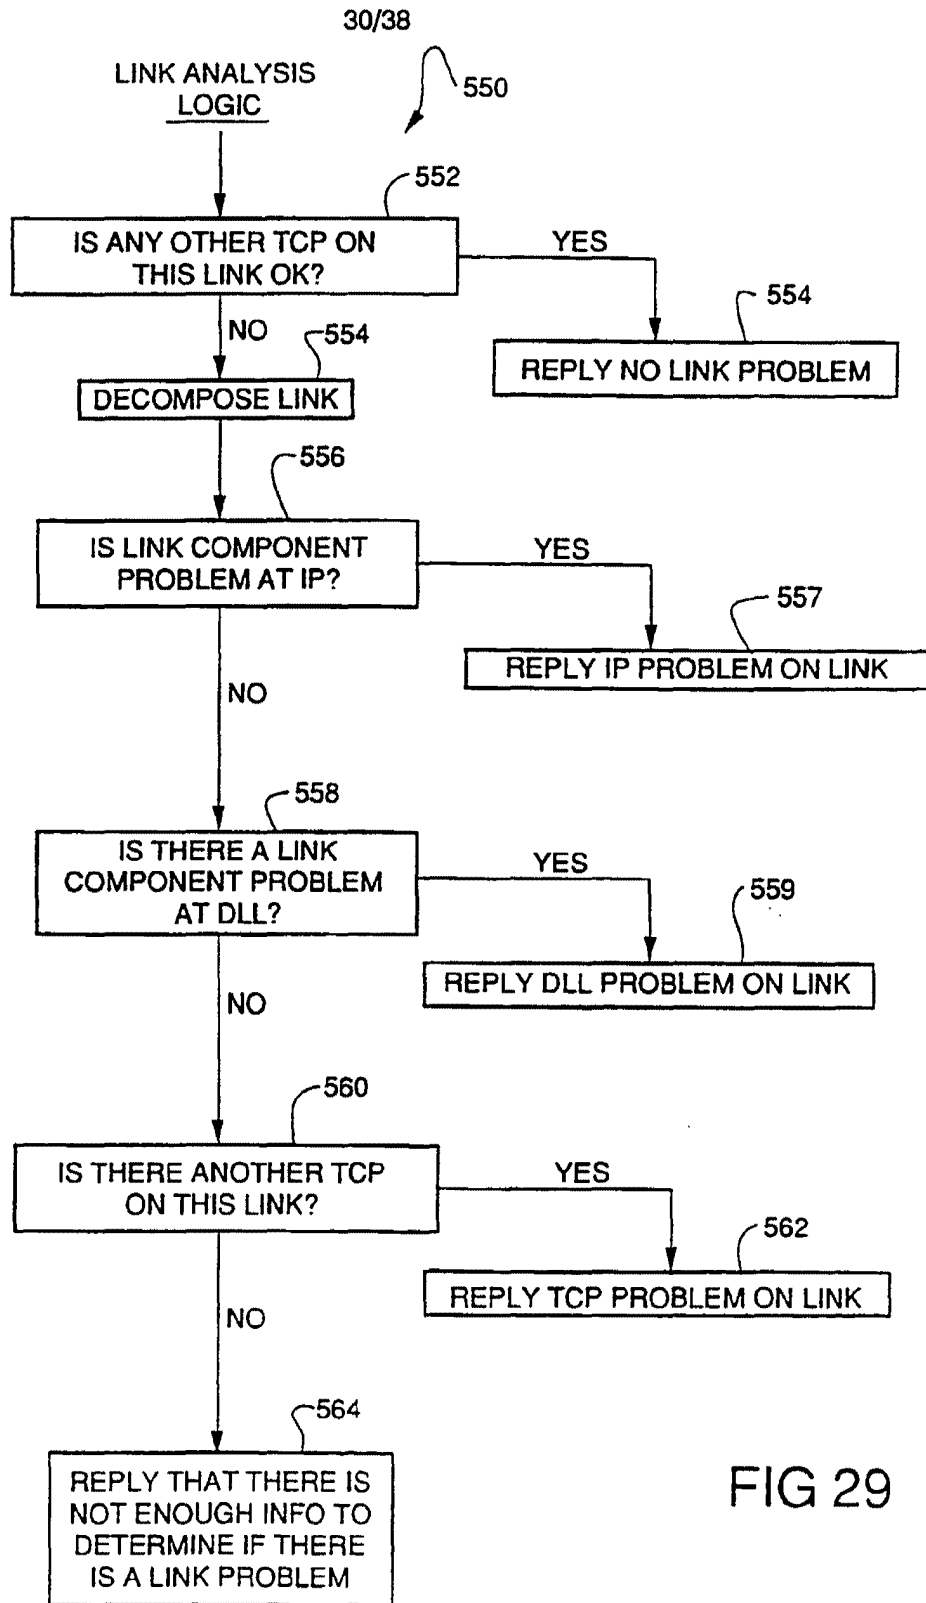 30/38
LINK ANALYSIS
LOGIC
550
552
IS ANY OTHER TCP ON
THIS LINK OK?
YES
554
REPLY NO LINK PROBLEM
NO
554
DECOMPOSE LINK
556
IS LINK COMPONENT
PROBLEM AT IP?
YES
557
REPLY IP PROBLEM ON LINK
NO
558
IS THERE A LINK
COMPONENT PROBLEM
AT DLL?
YES
559
REPLY DLL PROBLEM ON LINK
NO
560
IS THERE ANOTHER TCP
ON THIS LINK?
YES
562
REPLY TCP PROBLEM ON LINK
NO
564
REPLY THAT THERE IS
NOT ENOUGH INFO TO
DETERMINE IF THERE
IS A LINK PROBLEM
FIG 29